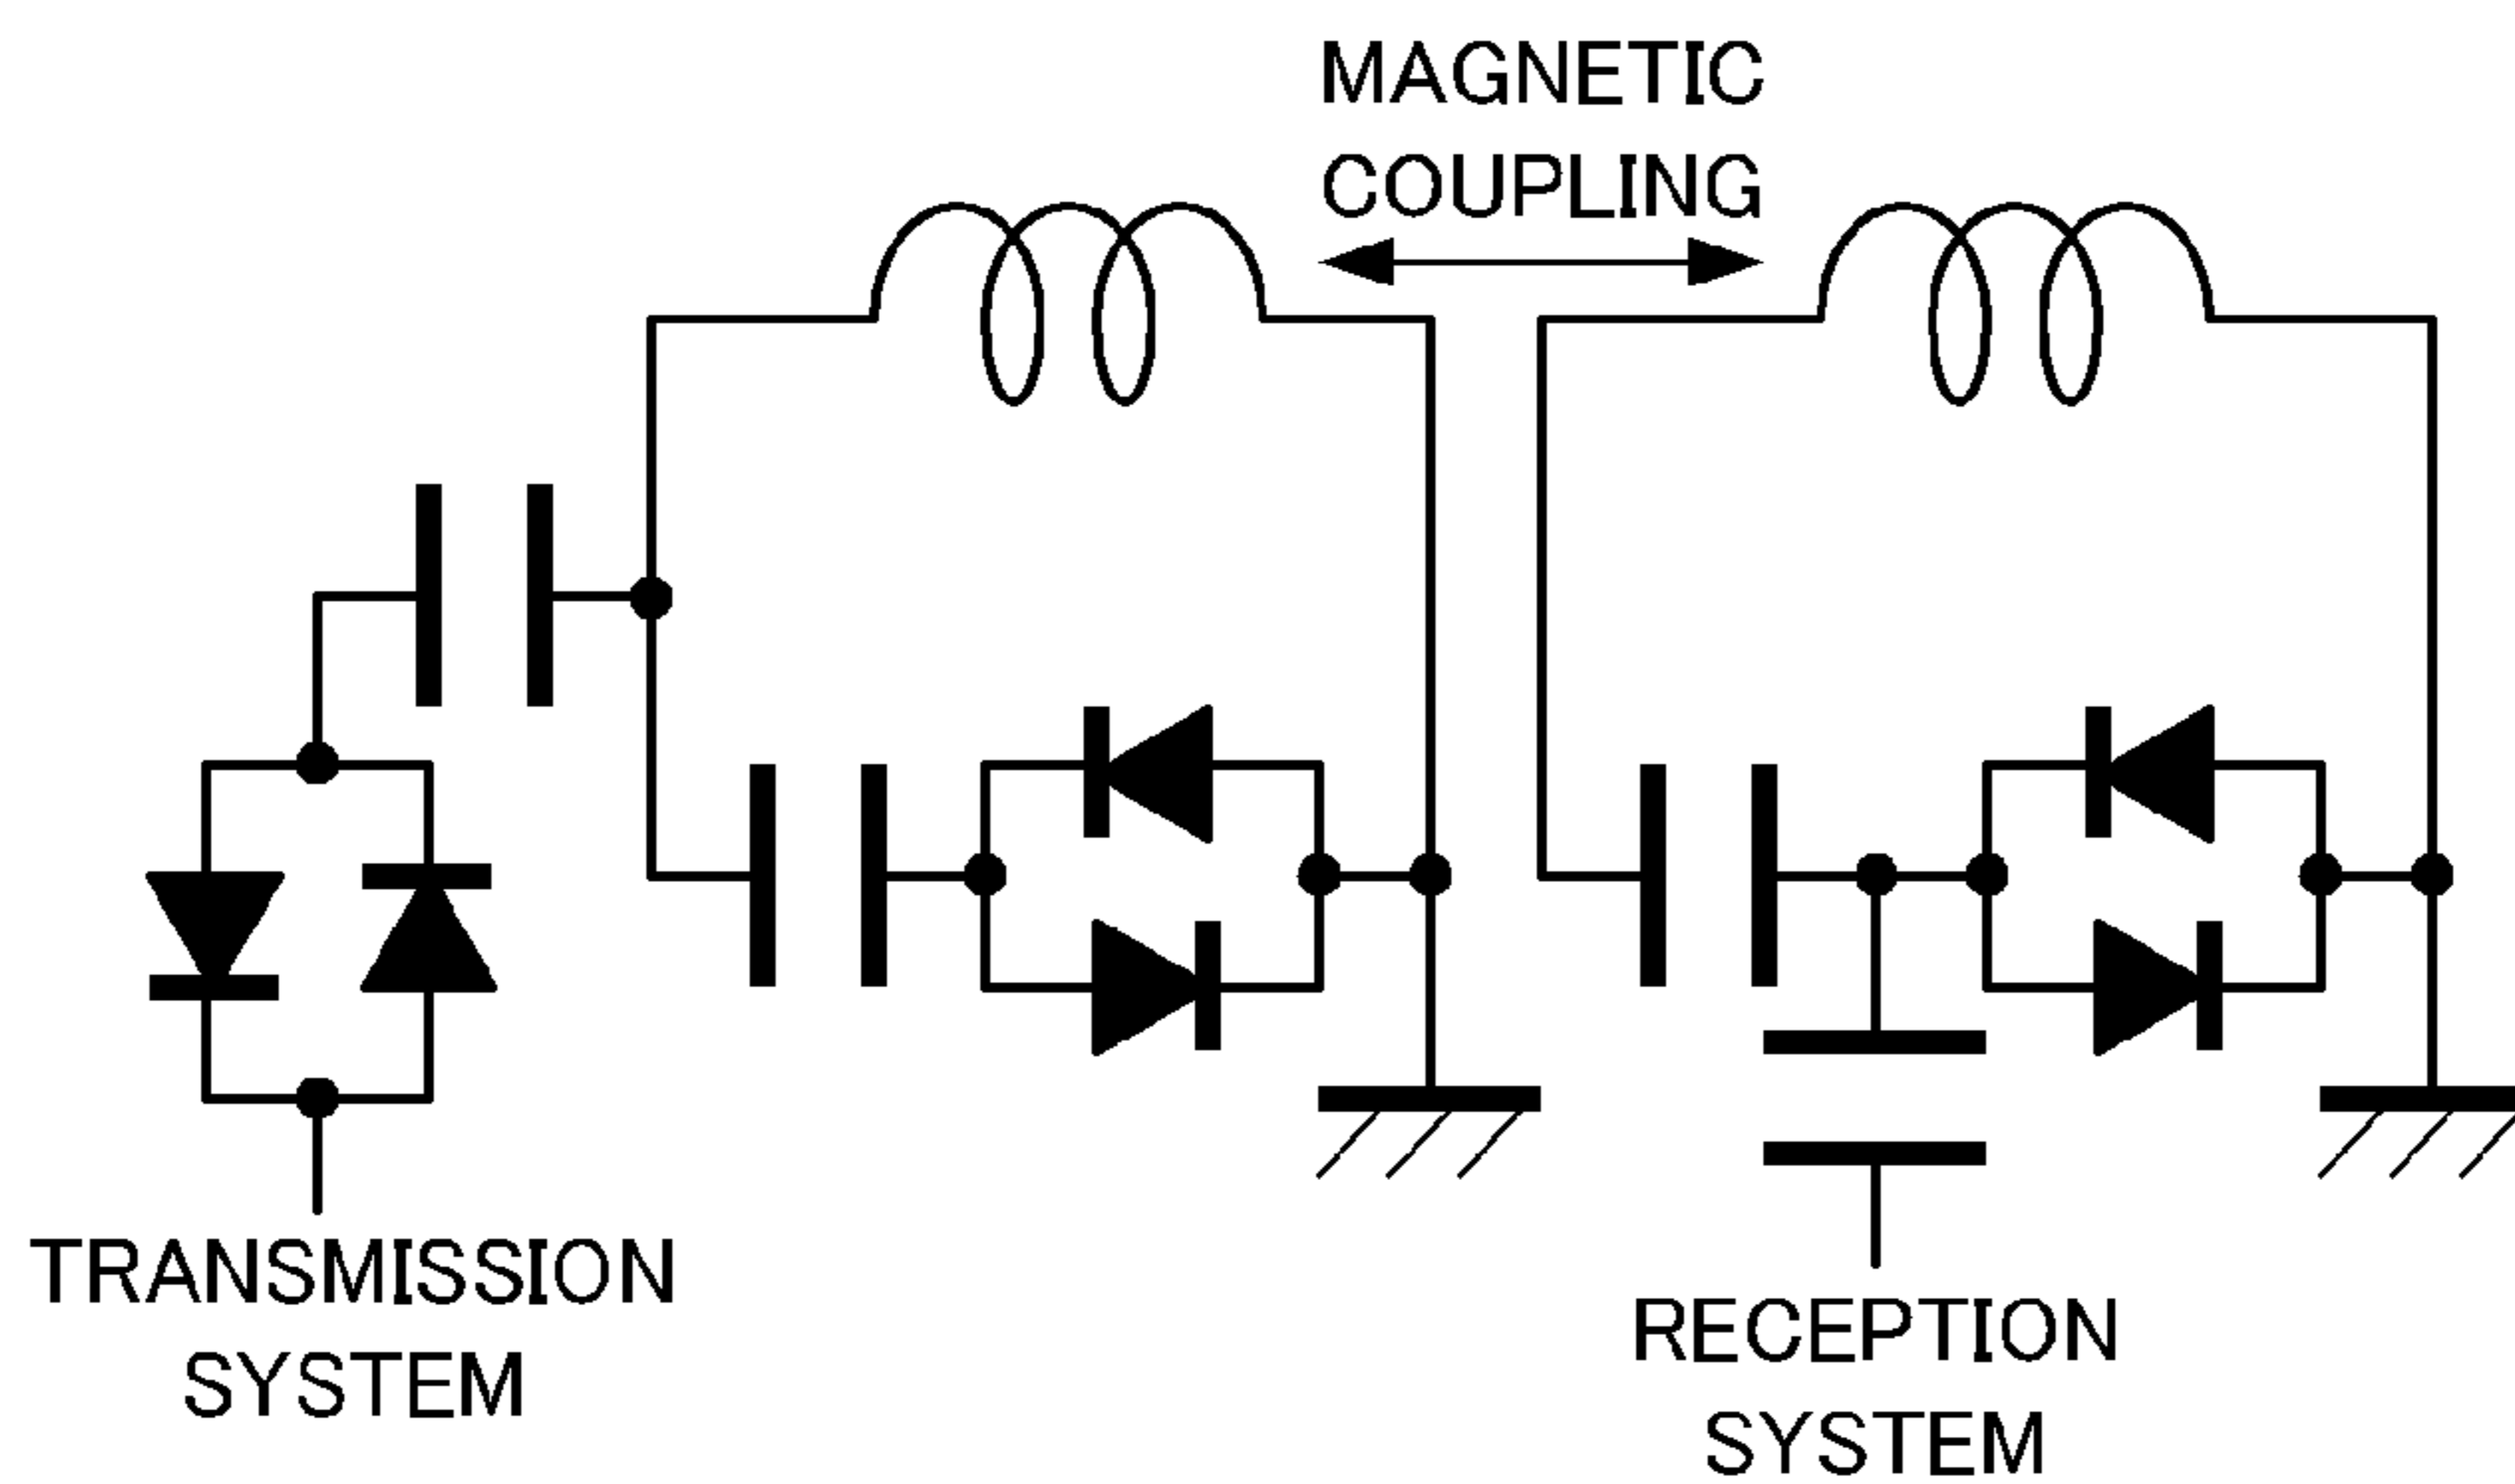 MAGNETIC
COUPLING
TRANSMISSION
SYSTEM
RECEPTION
SYSTEM